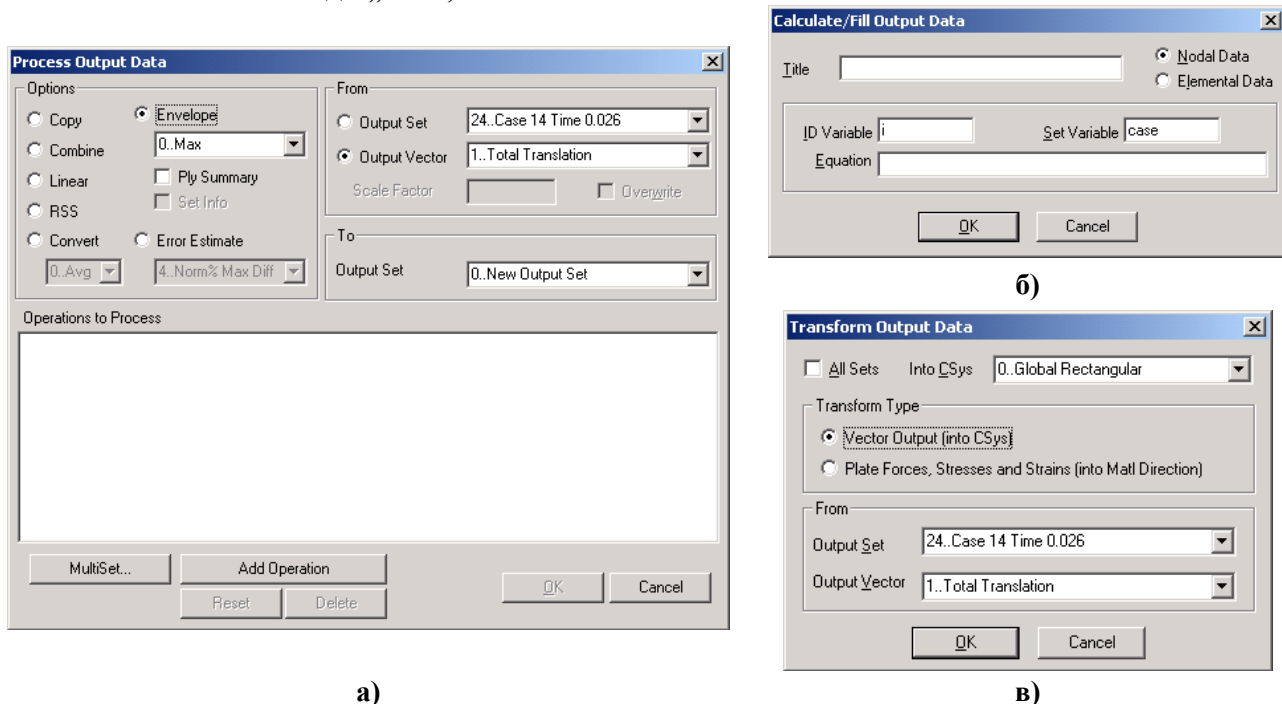 Process Output Data
Options
Copy
Envelope
Combine
0..Max
Linear
Ply Summary
RSS
Set Info
Convert
Error Estimate
0..Avg
4..Norm% Max Diff
From
Output Set
24..Case 14 Time 0.026
Output Vector
1..Total Translation
Scale Factor
Overwrite
To
Output Set
0..New Output Set
Operations to Process
MultiSet...
Add Operation
Reset
Delete
OK
Cancel
а)
Calculate/Fill Output Data
Title
Nodal Data
Elemental Data
ID Variable i
Set Variable case
Equation
OK
Cancel
б)
Transform Output Data
All Sets
Into CSys
0..Global Rectangular
Transform Type
Vector Output (into CSys)
Plate Forces, Stresses and Strains (into Matl Direction)
From
Output Set
24..Case 14 Time 0.026
Output Vector
1..Total Translation
OK
Cancel
в)